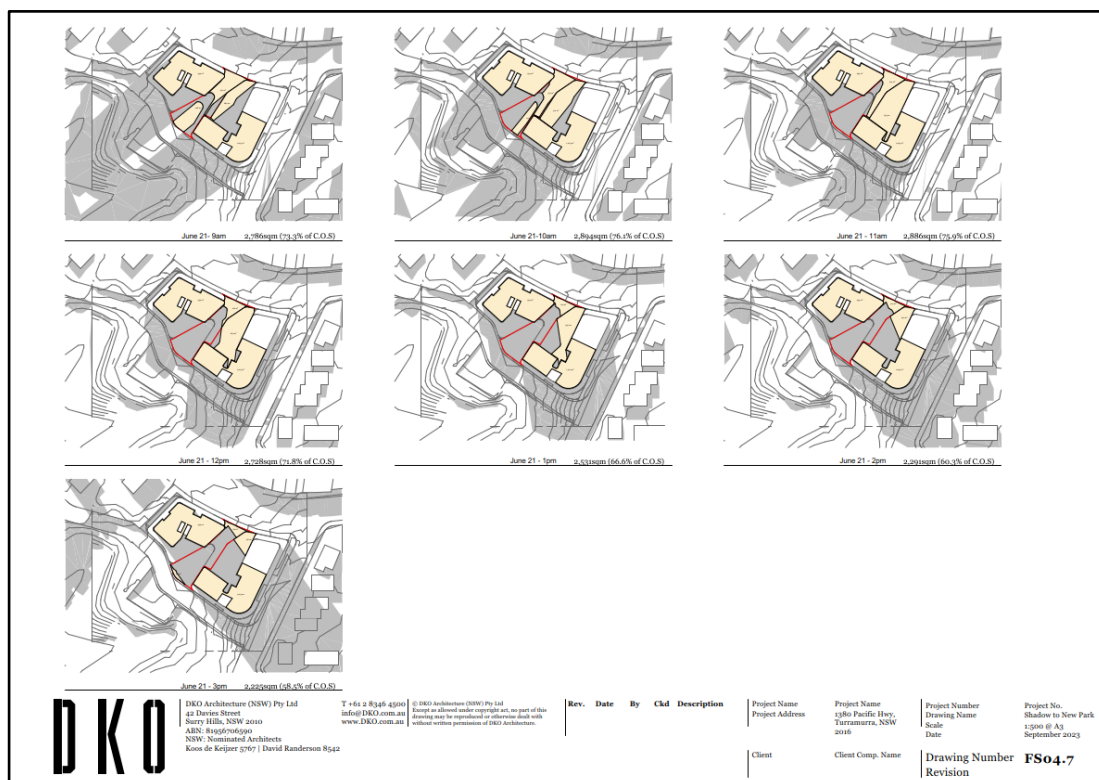 June 21- 9am 2,786sqm (73.3% of C.O.S)
June 21-10am 2,894sqm (76.1% of C.O.S)
June 21 - 11am 2,886sqm (75.9% of C.O.S)
June 21 - 12pm 2,728sqm (71.8% of C.O.S)
June 21 - 1pm 2,531sqm (66.6% of C.O.S)
June 21 - 2pm 2,291sqm (60.3% of C.O.S)
June 21 - 3pm 2,225sqm (58.5% of C.O.S)
DKO
DKO Architecture (NSW) Pty Ltd
42 Davies Street
Surry Hills, NSW 2010
ABN: 81956706590
NSW: Nominated Architects
Koos de Keijzer 5767 | David Randerson 8542
T +61 2 8346 4500
info@DKO.com.au
www.DKO.com.au
© DKO Architecture (NSW) Pty Ltd
Except as allowed under copyright act, no part of this
drawing may be reproduced or otherwise dealt with
without written permission of DKO Architecture.
Rev. Date By Ckd Description
Project Name Project Name
Project Address 1380 Pacific Hwy,
Turramurra, NSW
2016
Client Client Comp. Name
Project Number Project No.
Drawing Name Shadow to New Park
Scale 1:500 @ A3
Date September 2023
Drawing Number FS04.7
Revision